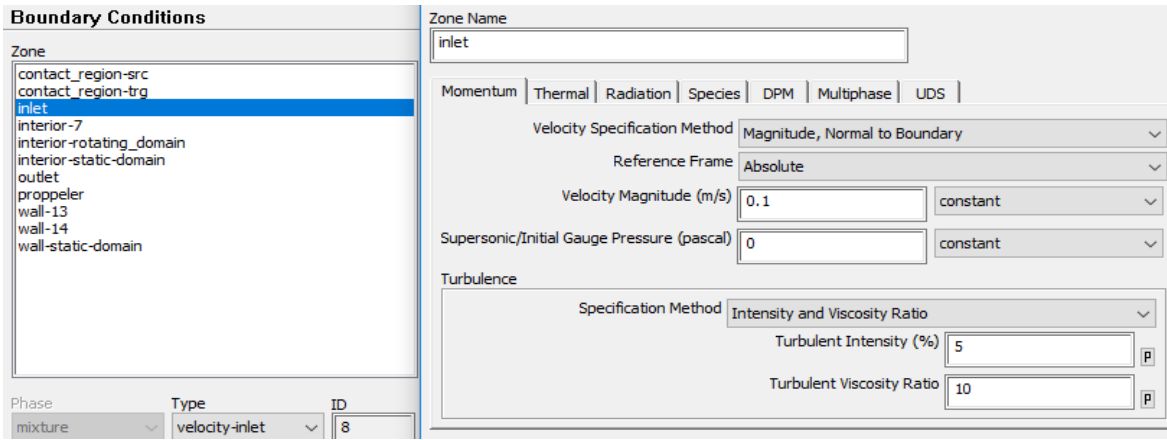 Boundary Conditions
Zone
contact_region-src
contact_region-trg
inlet
interior-7
interior-rotating_domain
interior-static-domain
outlet
proppeler
wall-13
wall-14
wall-static-domain
Phase Type ID
mixture velocity-inlet 8
Zone Name
inlet
Momentum Thermal Radiation Species DPM Multiphase UDS
Velocity Specification Method Magnitude, Normal to Boundary
Reference Frame Absolute
Velocity Magnitude (m/s) 0.1 constant
Supersonic/Initial Gauge Pressure (pascal) 0 constant
Turbulence
Specification Method Intensity and Viscosity Ratio
Turbulent Intensity (%) 5 P
Turbulent Viscosity Ratio 10 P